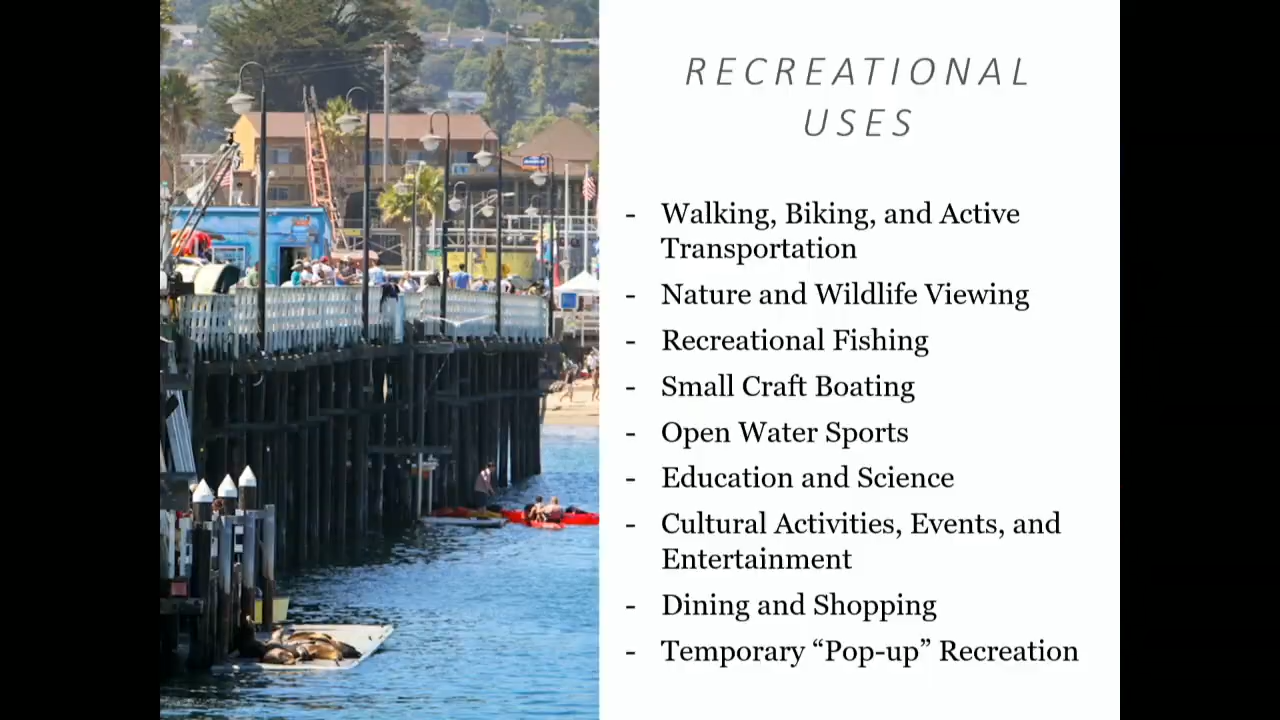 RECREATIONAL
USES
- Walking, Biking, and Active
Transportation
- Nature and Wildlife Viewing
- Recreational Fishing
- Small Craft Boating
- Open Water Sports
- Education and Science
- Cultural Activities, Events, and
Entertainment
- Dining and Shopping
- Temporary “Pop-up” Recreation